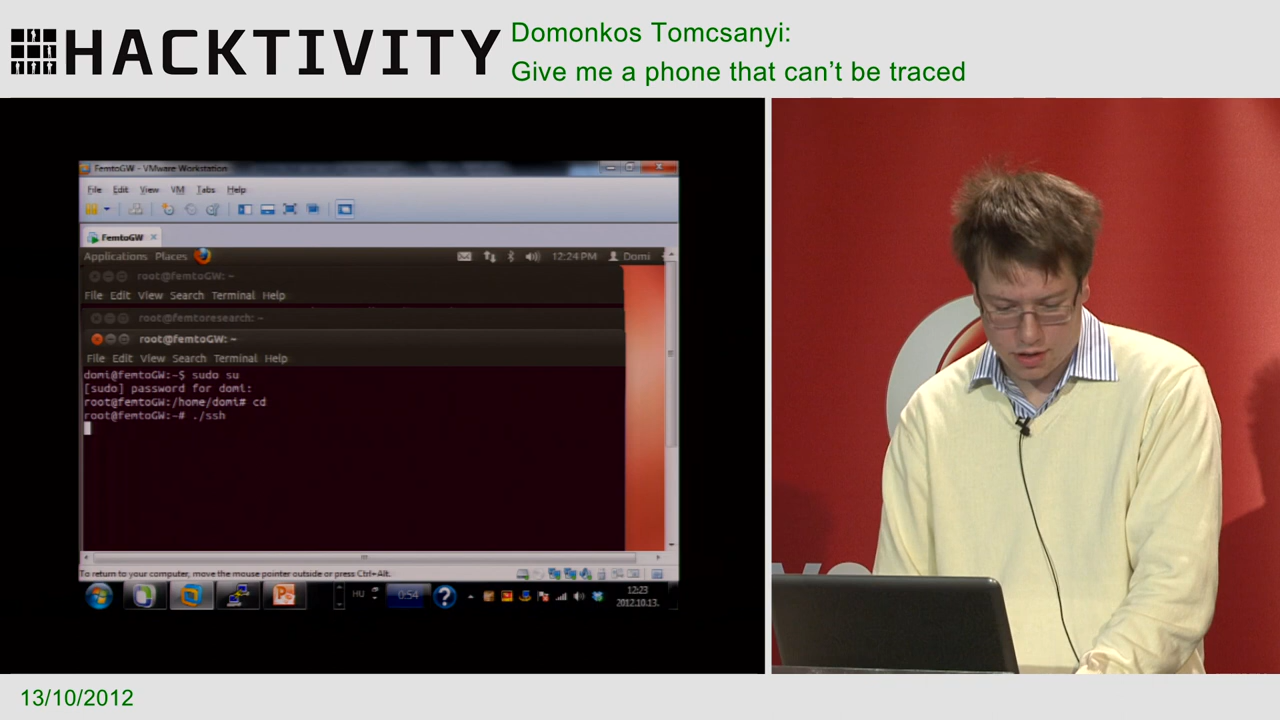 HACKTIVITY
Domonkos Tomcsanyi:
Give me a phone that can't be traced
FemtoGW - VMware Workstation
File Edit View VM Tabs Help
FemtoGW
Applications Places 12:24 PM Domi
root@femtoGW: ~
File Edit View Search Terminal Help
root@femtoresearch: ~
root@femtoGW: ~
File Edit View Search Terminal Help
domi@femtoGW:~$ sudo su
[sudo] password for domi:
root@femtoGW:/home/domi# cd
root@femtoGW:~# ./ssh
To return to your computer, move the mouse pointer outside or press Ctrl+Alt.
HU 0:54 12:23
2012.10.13.
13/10/2012